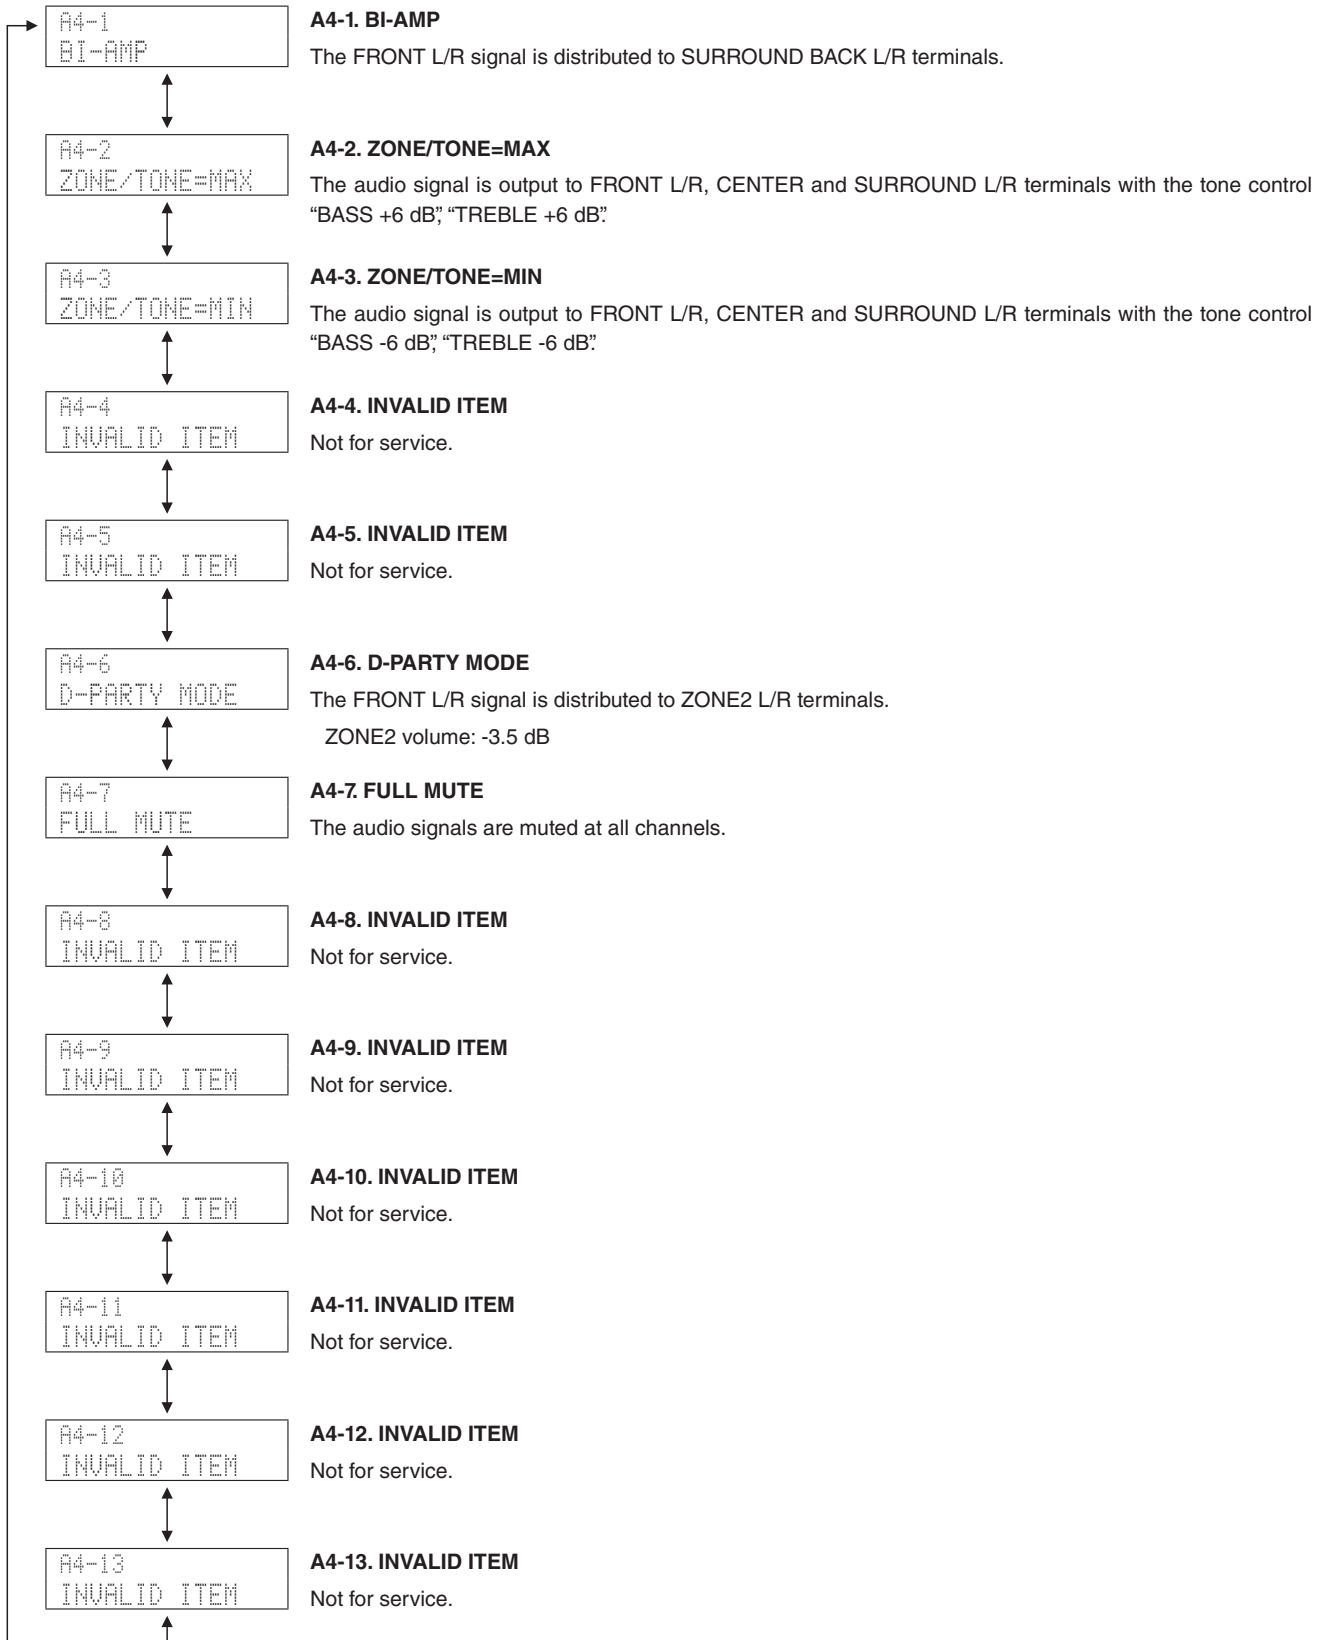 A4-1
BI-AMP
A4-1. BI-AMP
The FRONT L/R signal is distributed to SURROUND BACK L/R terminals.
A4-2
ZONE/TONE=MAX
A4-2. ZONE/TONE=MAX
The audio signal is output to FRONT L/R, CENTER and SURROUND L/R terminals with the tone control
“BASS +6 dB”, “TREBLE +6 dB”.
A4-3
ZONE/TONE=MIN
A4-3. ZONE/TONE=MIN
The audio signal is output to FRONT L/R, CENTER and SURROUND L/R terminals with the tone control
“BASS -6 dB”, “TREBLE -6 dB”.
A4-4
INVALID ITEM
A4-4. INVALID ITEM
Not for service.
A4-5
INVALID ITEM
A4-5. INVALID ITEM
Not for service.
A4-6
D-PARTY MODE
A4-6. D-PARTY MODE
The FRONT L/R signal is distributed to ZONE2 L/R terminals.
ZONE2 volume: -3.5 dB
A4-7
FULL MUTE
A4-7. FULL MUTE
The audio signals are muted at all channels.
A4-8
INVALID ITEM
A4-8. INVALID ITEM
Not for service.
A4-9
INVALID ITEM
A4-9. INVALID ITEM
Not for service.
A4-10
INVALID ITEM
A4-10. INVALID ITEM
Not for service.
A4-11
INVALID ITEM
A4-11. INVALID ITEM
Not for service.
A4-12
INVALID ITEM
A4-12. INVALID ITEM
Not for service.
A4-13
INVALID ITEM
A4-13. INVALID ITEM
Not for service.